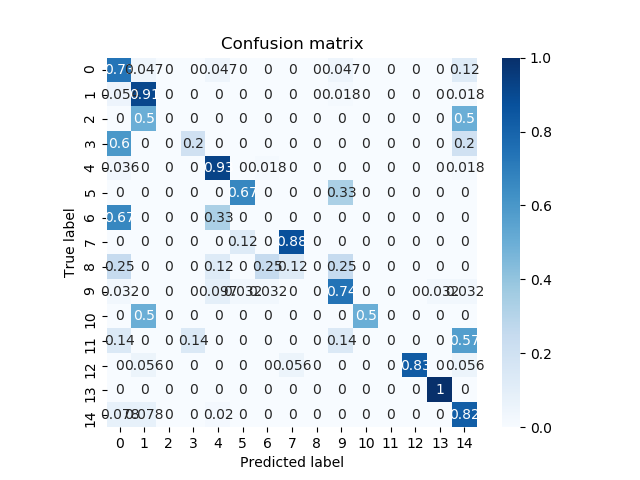 Confusion matrix
0 0.047 0 0 0.047 0 0 0 0 0.047 0 0 0 0 0.12 1.0
1 0.91 0 0 0 0 0 0 0 0.018 0 0 0 0 0.018
2 0 0.5 0 0 0 0 0 0 0 0 0 0 0 0 0.5
3 0.6 0 0 0.2 0 0 0 0 0 0 0 0 0 0 0.2 0.8
4 0.036 0 0 0 0.93 0 0.018 0 0 0 0 0 0 0 0.018
5 0 0 0 0 0 0.67 0 0 0 0.33 0 0 0 0 0
6 0.67 0 0 0 0.33 0 0 0 0 0 0 0 0 0 0 0.6
7 0 0 0 0 0 0.12 0 0.88 0 0 0 0 0 0 0
8 0.25 0 0 0 0.12 0 0.25 0.12 0 0.25 0 0 0 0 0 0.4
9 0.032 0 0 0 0.097 0.032 0.032 0 0 0.74 0 0 0 0.032 0.032
10 0 0.5 0 0 0 0 0 0 0 0 0.5 0 0 0 0
11 0.14 0 0 0.14 0 0 0 0 0 0.14 0 0 0 0 0.57 0.2
12 0 0.056 0 0 0 0 0 0.056 0 0 0 0 0.83 0 0.056
13 0 0 0 0 0 0 0 0 0 0 0 0 0 1 0
14 0.078 0.078 0 0 0.02 0 0 0 0 0 0 0 0 0 0.82 0.0
0 1 2 3 4 5 6 7 8 9 10 11 12 13 14
Predicted label
True label